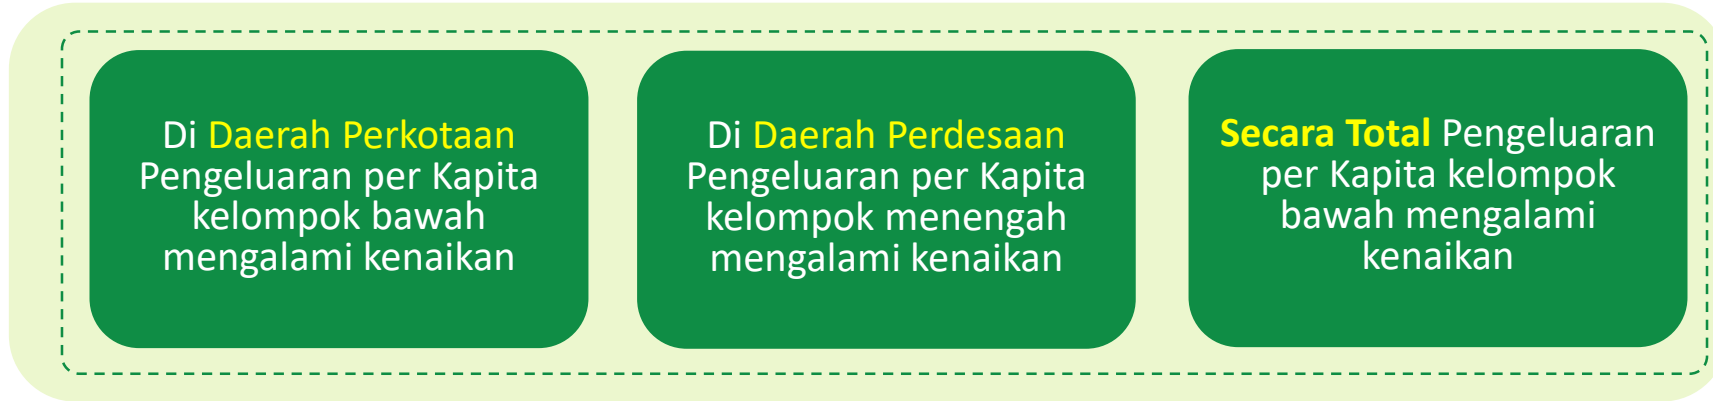 Di Daerah Perkotaan
Pengeluaran per Kapita
kelompok bawah
mengalami kenaikan
Di Daerah Perdesaan
Pengeluaran per Kapita
kelompok menengah
mengalami kenaikan
Secara Total Pengeluaran
per Kapita kelompok
bawah mengalami
kenaikan